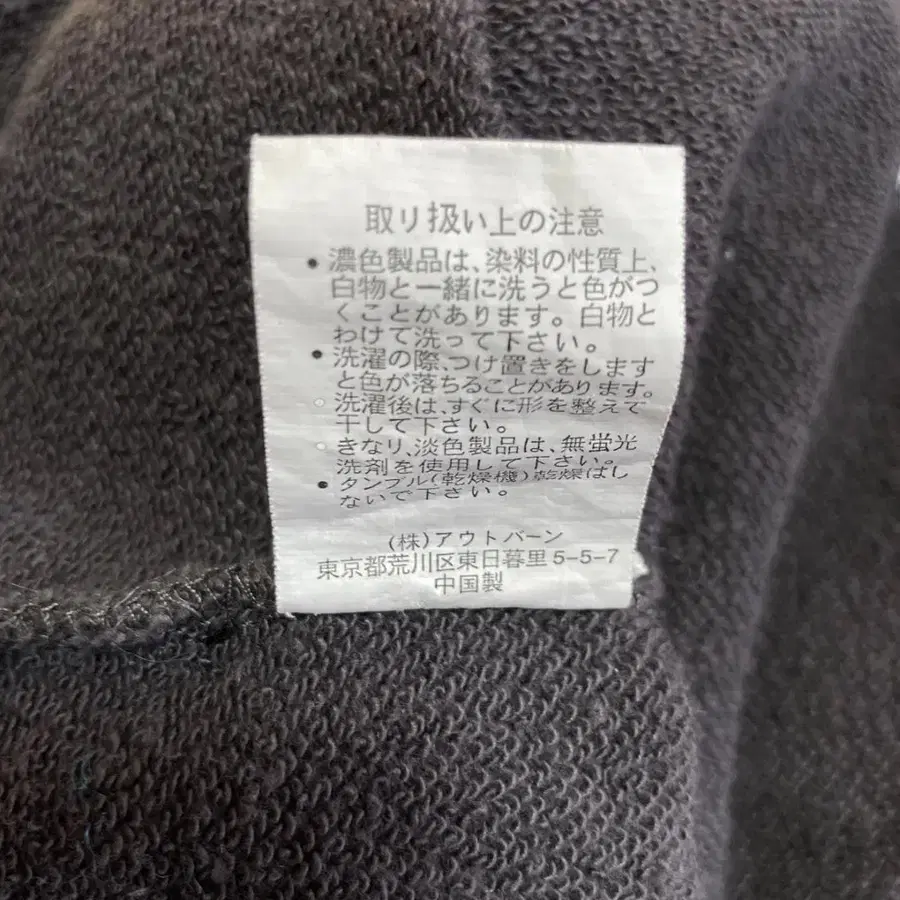 取り扱い上の注意
● 濃色製品は、染料の性質上、
白物と一緒に洗うと色がつ
くことがあります。白物と
わけて洗って下さい。
● 洗濯の際、つけ置きをします
と色が落ちることがあります。
○ 洗濯後は、すぐに形を整えて
干して下さい。
○ きなり、淡色製品は、無蛍光
洗剤を使用して下さい。
● タンブル(乾燥機)乾燥はし
ないで下さい。
(株)アウトバーン
東京都荒川区東日暮里5-5-7
中国製